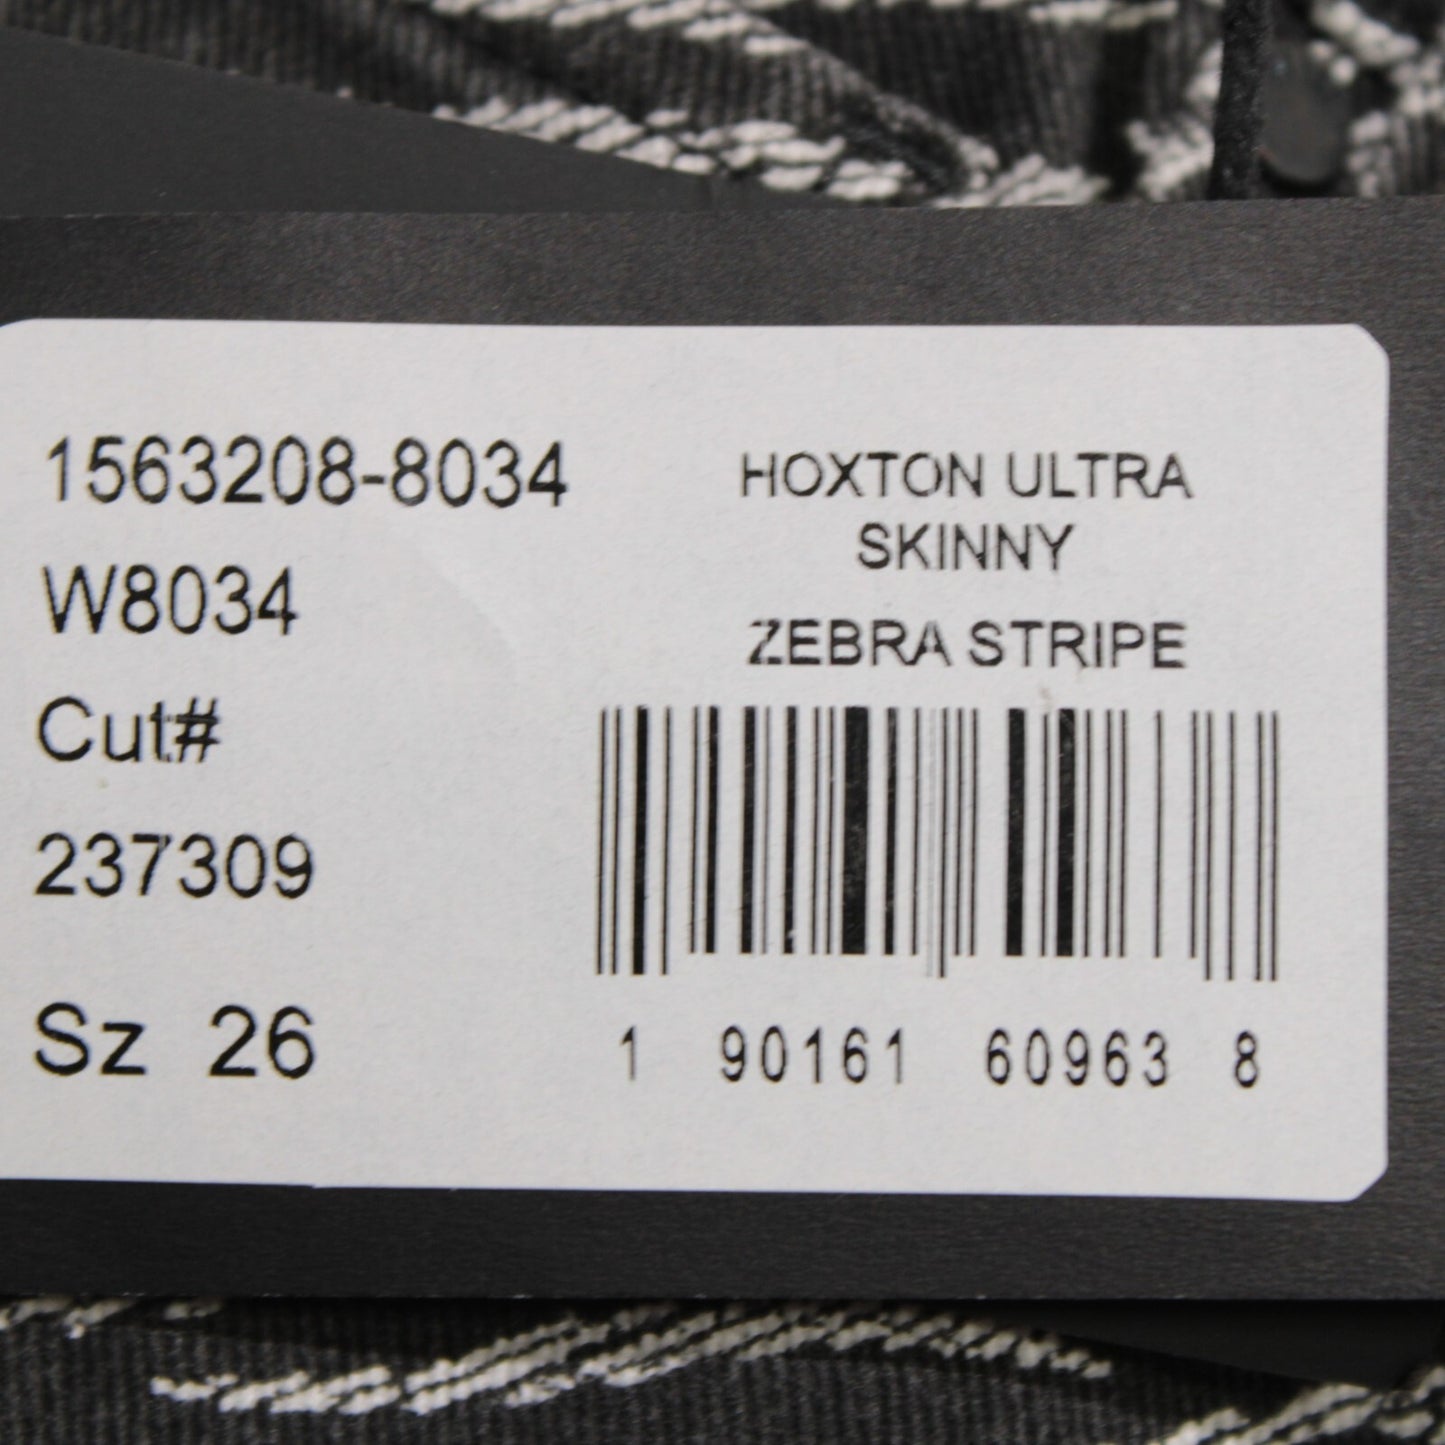 1563208-8034
W8034
Cut#
237309
Sz 26
HOXTON ULTRA
SKINNY
ZEBRA STRIPE
1 90161 60963 8